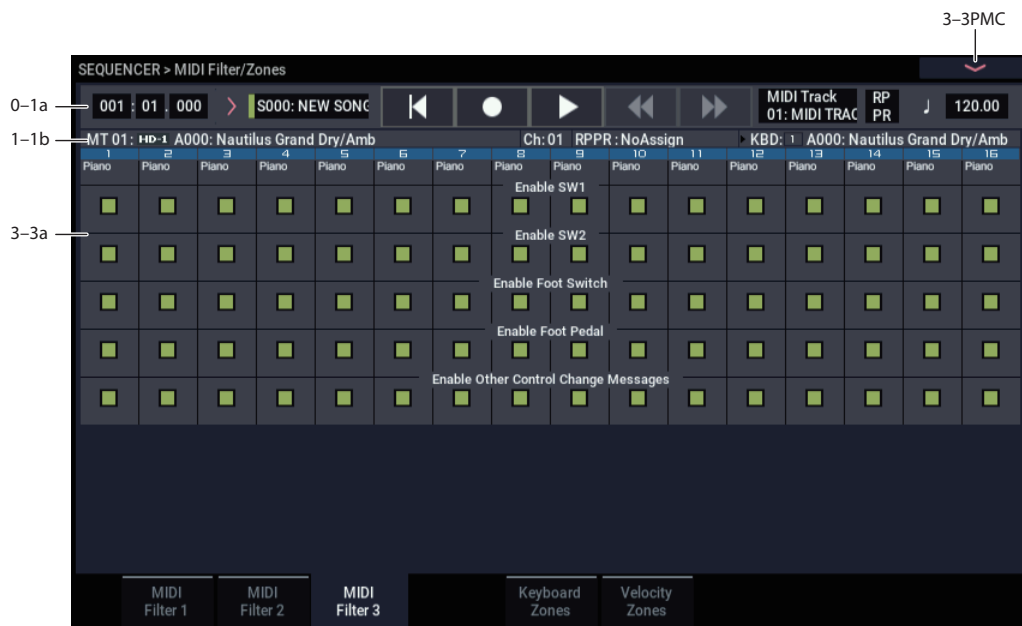 3–3PMC
SEQUENCER > MIDI Filter/Zones
0–1a
001 : 01 . 000
S000: NEW SONG
MIDI Track
01: MIDI TRAC
RP
PR
♩ 120.00
1–1b
MT 01: HD-1 A000: Nautilus Grand Dry/Amb Ch: 01 RPPR : NoAssign KBD: 1 A000: Nautilus Grand Dry/Amb
1 2 3 4 5 6 7 8 9 10 11 12 13 14 15 16
Piano Piano Piano Piano Piano Piano Piano Piano Piano Piano Piano Piano Piano Piano Piano Piano
Enable SW1
3–3a
Enable SW2
Enable Foot Switch
Enable Foot Pedal
Enable Other Control Change Messages
MIDI
Filter 1
MIDI
Filter 2
MIDI
Filter 3
Keyboard
Zones
Velocity
Zones